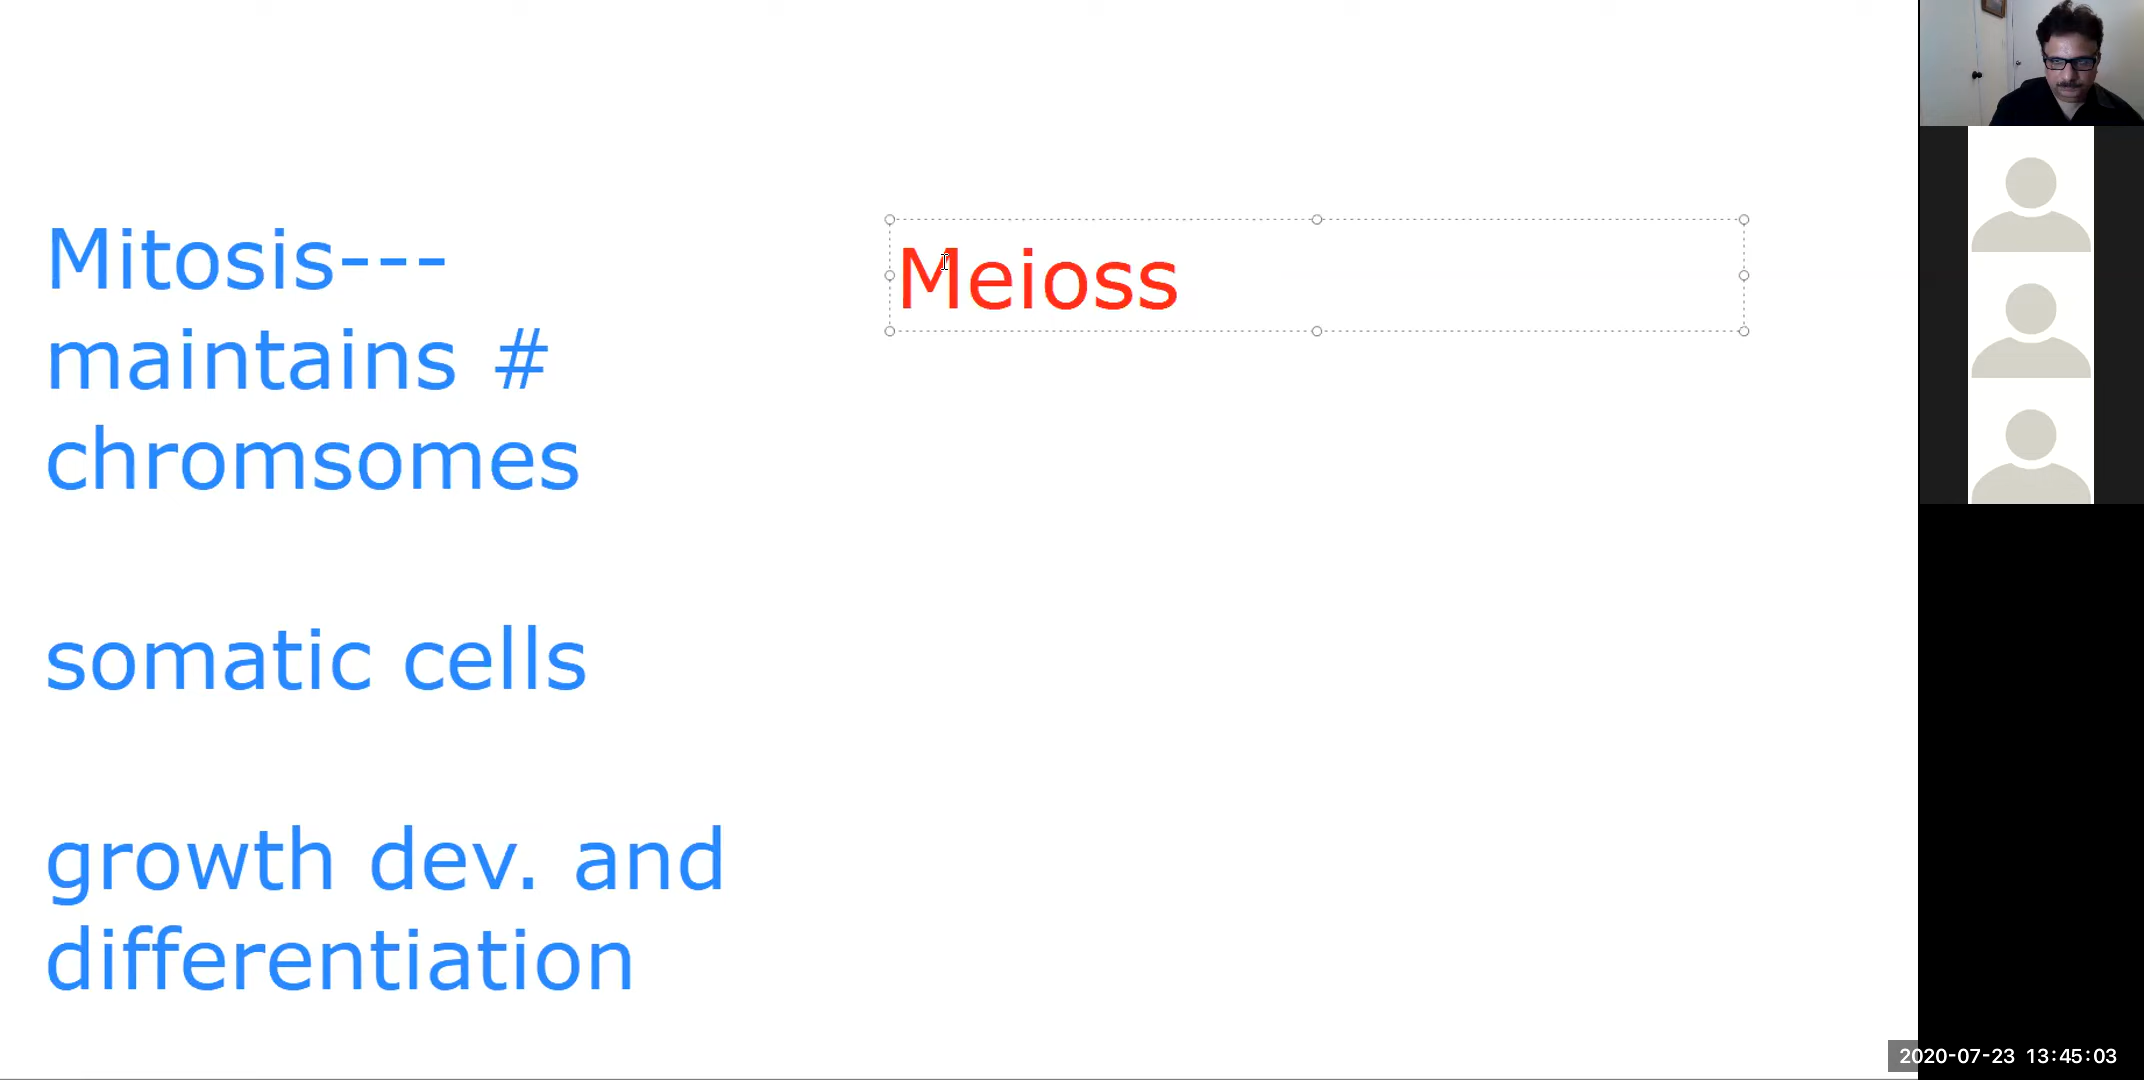 Mitosis---
maintains #
chromsomes
somatic cells
growth dev. and
differentiation
Meioss
2020-07-23 13:45:03